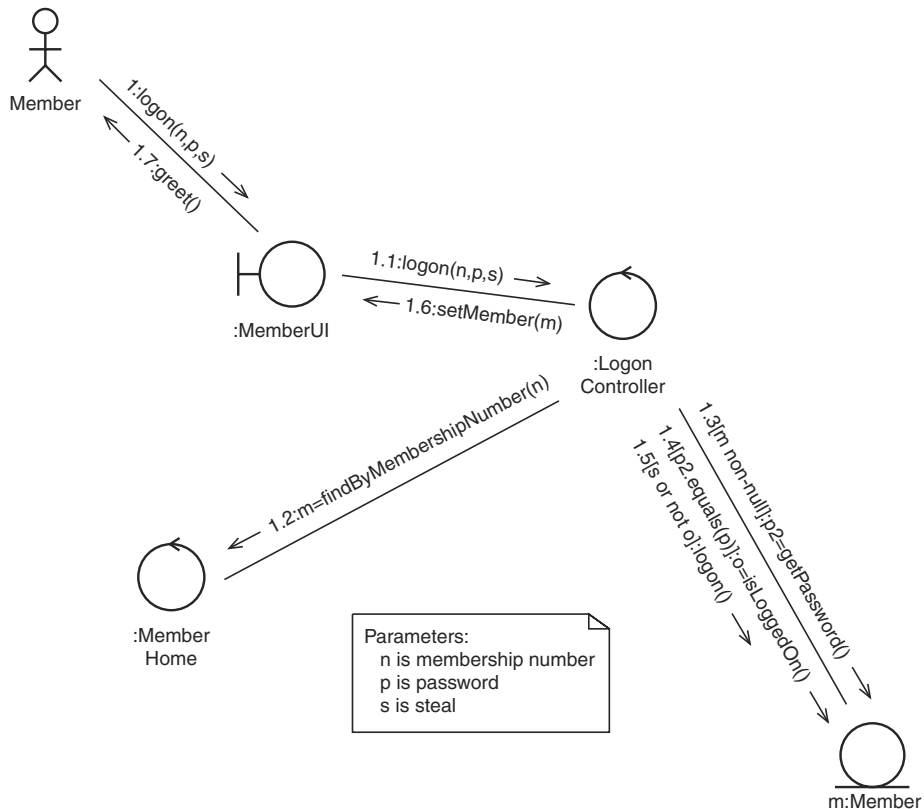 Member
1:logon(n,p,s)
1.7:greet()
:MemberUI
1.1:logon(n,p,s)
1.6:setMember(m)
:Logon
Controller
1.2:m=findByMembershipNumber(n)
1.3[m non-null]:p2=getPassword()
1.4[p2.equals(p)]:o=isLoggedOn()
1.5[s or not o]:logon()
:Member
Home
Parameters:
n is membership number
p is password
s is steal
m:Member